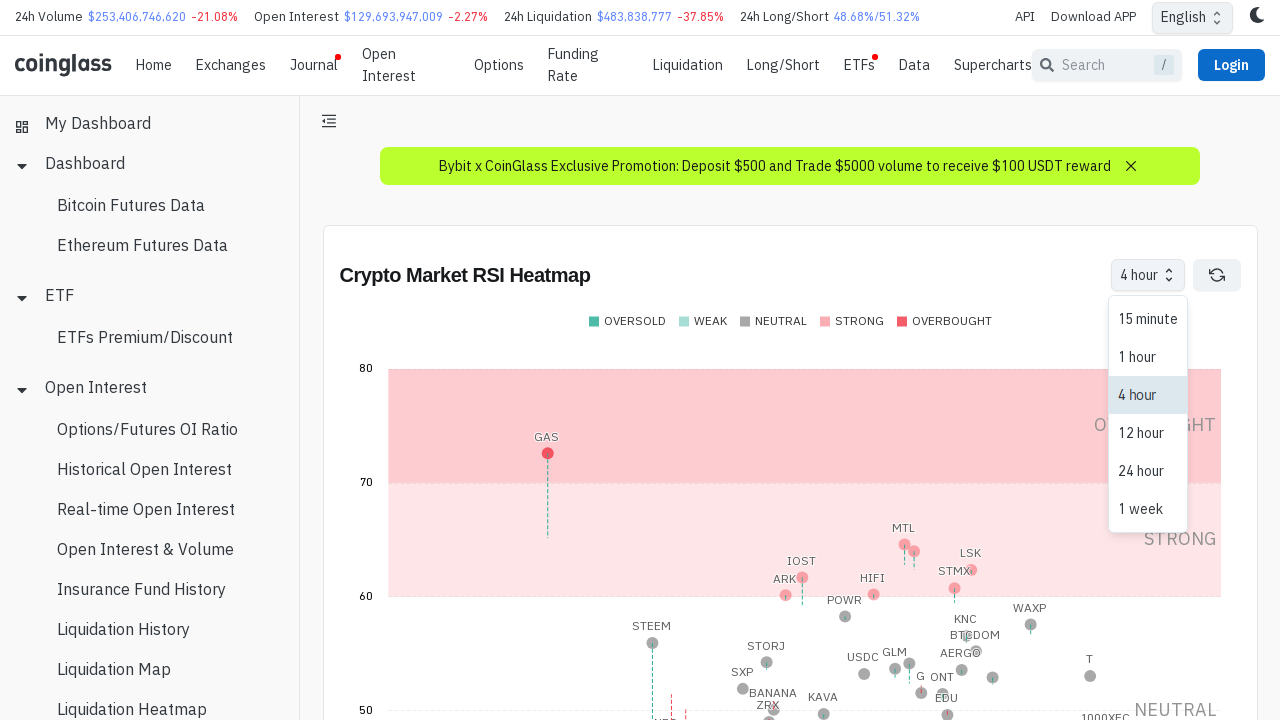 24h Volume $253,406,746,620 -21.08% Open Interest $129,693,947,009 -2.27% 24h Liquidation $483,838,777 -37.85% 24h Long/Short 48.68%/51.32% API Download APP English
coinglass Home Exchanges Journal Open Interest Options Funding Rate Liquidation Long/Short ETFs Data Supercharts Search / Login
My Dashboard
Dashboard
Bitcoin Futures Data
Ethereum Futures Data
ETF
ETFs Premium/Discount
Open Interest
Options/Futures OI Ratio
Historical Open Interest
Real-time Open Interest
Open Interest & Volume
Insurance Fund History
Liquidation History
Liquidation Map
Liquidation Heatmap
Bybit x CoinGlass Exclusive Promotion: Deposit $500 and Trade $5000 volume to receive $100 USDT reward
Crypto Market RSI Heatmap
4 hour
15 minute
1 hour
4 hour
12 hour
24 hour
1 week
OVERSOLD WEAK NEUTRAL STRONG OVERBOUGHT
80
GAS
70
MTL
STRONG
LSK
IOST
STMX
ARK
HIFI
60
POWR
WAXP
KNC
STEEM
BTCDOM
STORJ
GLM
AERGO
USDC
T
SXP
G
ONT
BANANA
KAVA
EDU
ZRX
50
NEUTRAL
1000XEC